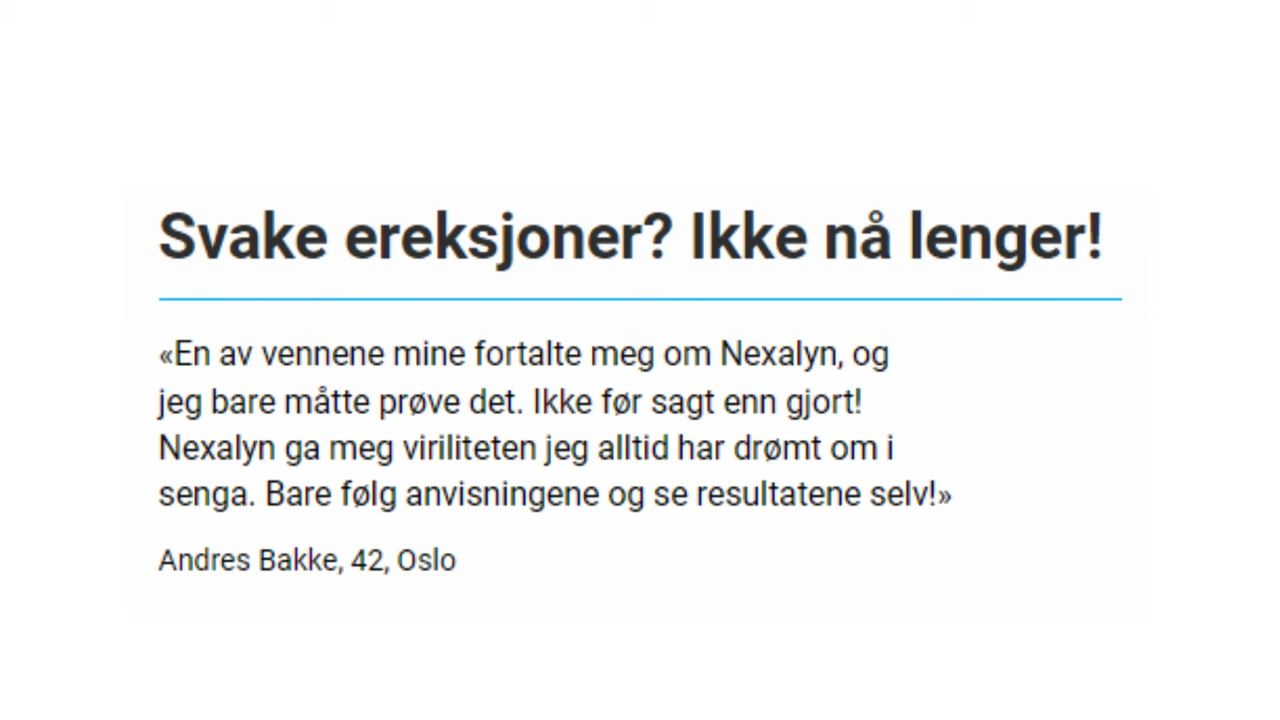 Svake ereksjoner? Ikke nå lenger!
«En av vennene mine fortalte meg om Nexalyn, og
jeg bare måtte prøve det. Ikke før sagt enn gjort!
Nexalyn ga meg viriliteten jeg alltid har drømt om i
senga. Bare følg anvisningene og se resultatene selv!»
Andres Bakke, 42, Oslo